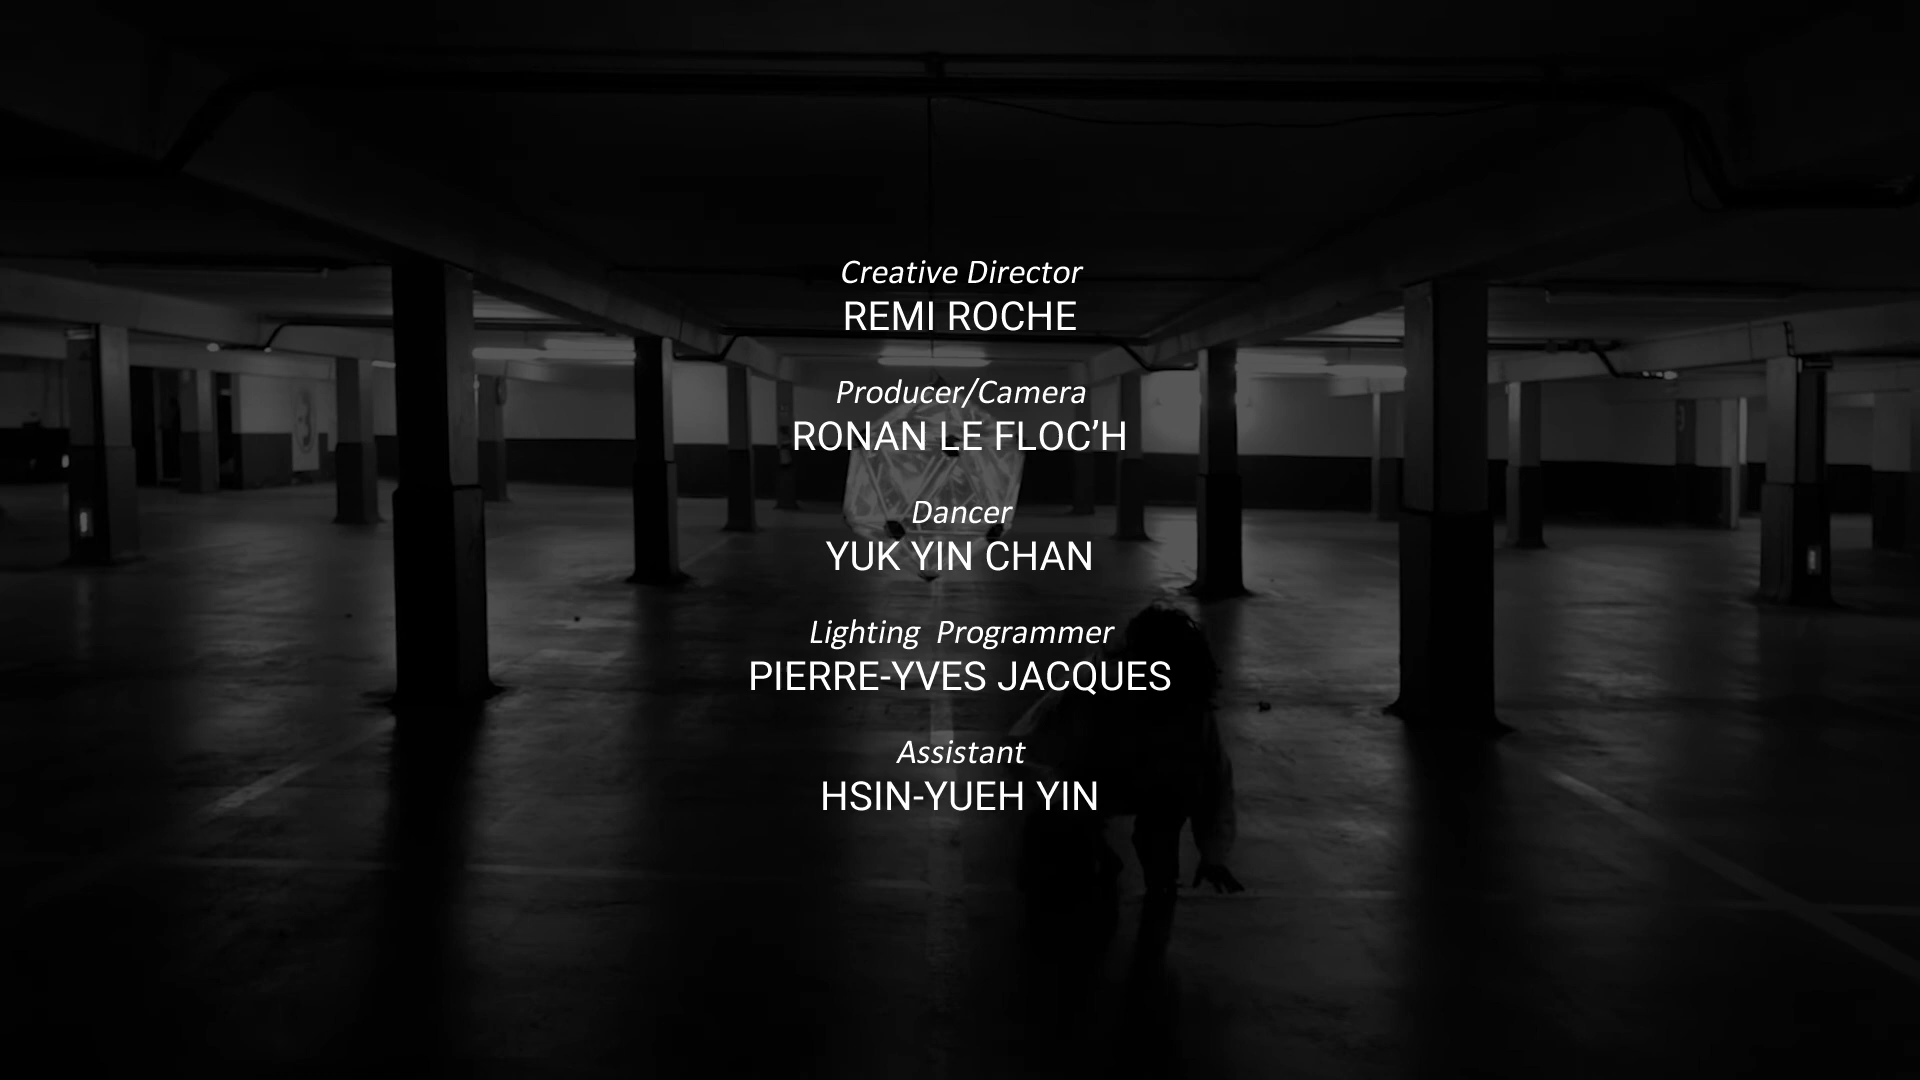 Creative Director
REMI ROCHE
Producer/Camera
RONAN LE FLOC’H
Dancer
YUK YIN CHAN
Lighting  Programmer
PIERRE-YVES JACQUES
Assistant
HSIN-YUEH YIN